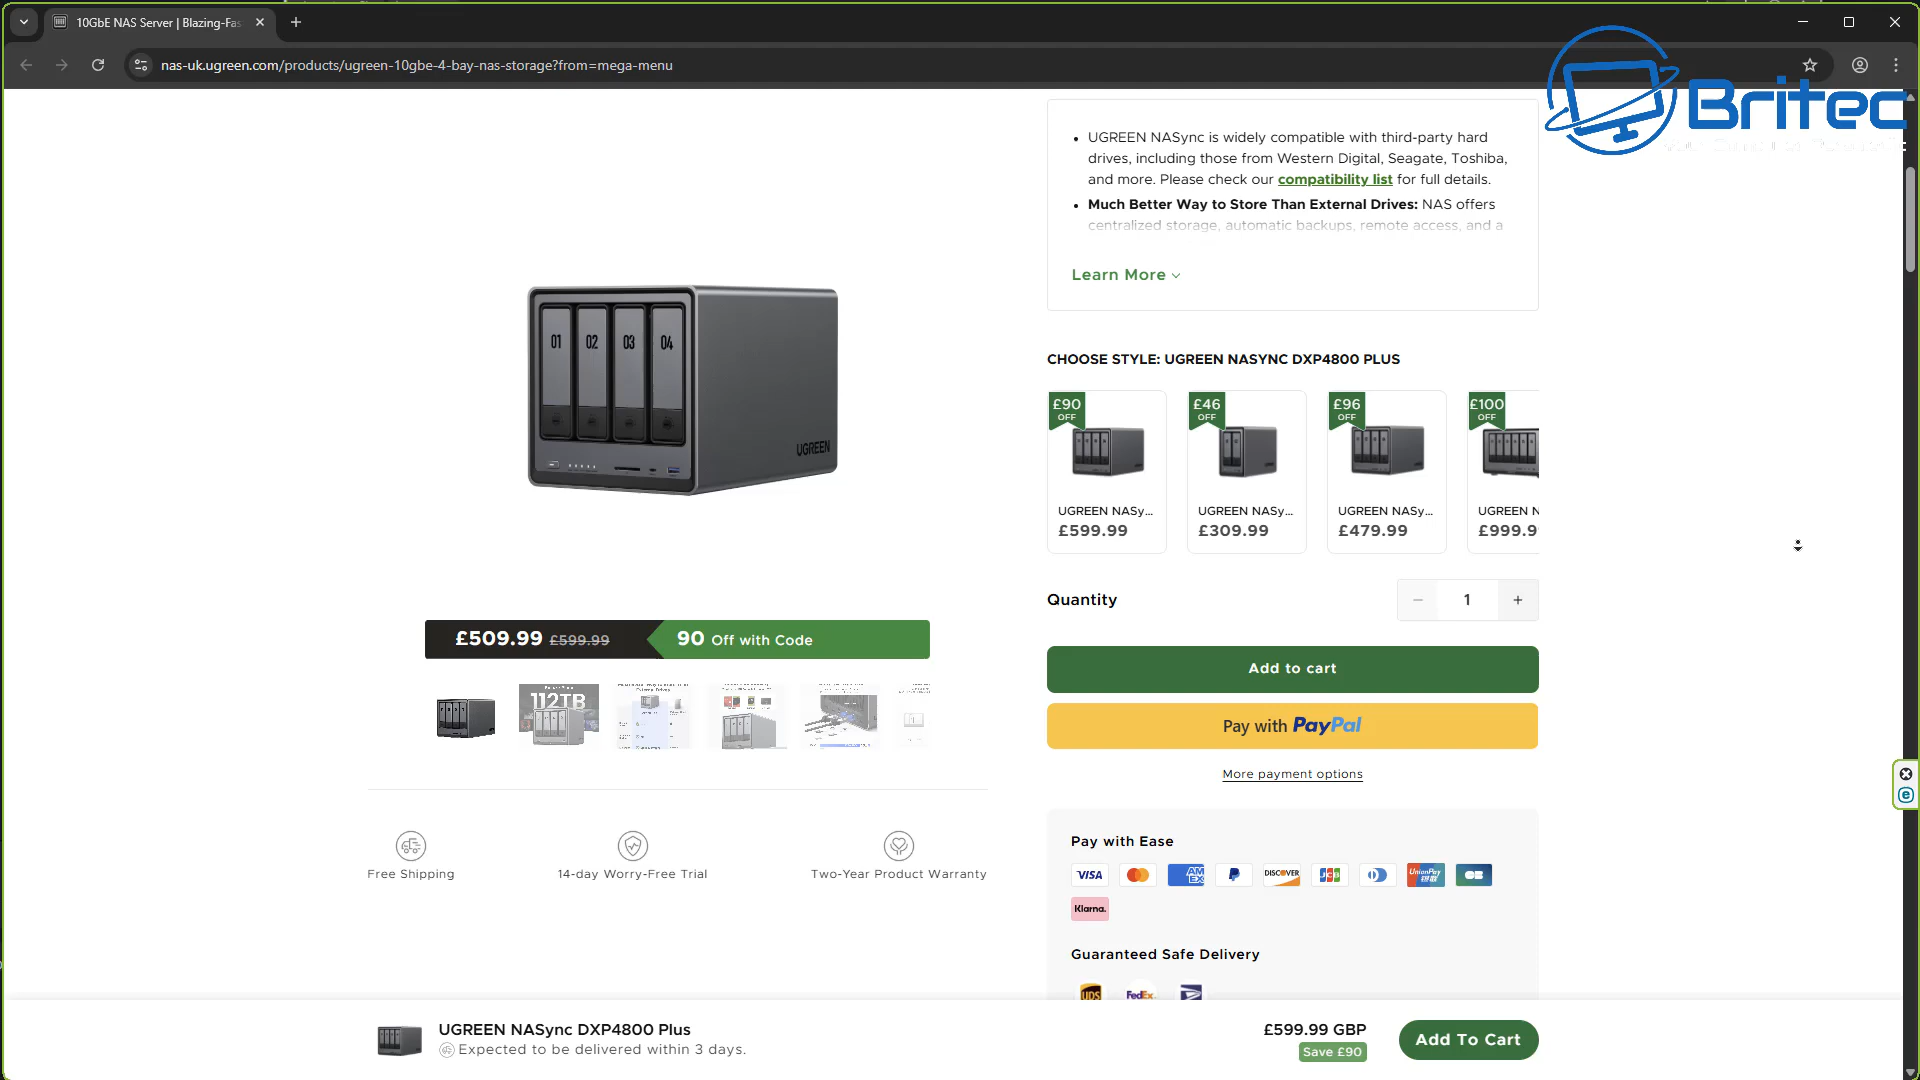 10GbE NAS Server | Blazing-Fas
nas-uk.ugreen.com/products/ugreen-10gbe-4-bay-nas-storage?from=mega-menu
Britec
UGREEN NASync is widely compatible with third-party hard
drives, including those from Western Digital, Seagate, Toshiba,
and more. Please check our compatibility list for full details.
Much Better Way to Store Than External Drives: NAS offers
centralized storage, automatic backups, remote access, and a
Learn More
01 02 03 04
UGREEN
CHOOSE STYLE: UGREEN NASYNC DXP4800 PLUS
£90 OFF
£46 OFF
£96 OFF
£100 OFF
UGREEN NASy...
£599.99
UGREEN NASy...
£309.99
UGREEN NASy...
£479.99
UGREEN N
£999.9
Quantity
− 1 +
£509.99 £599.99 90 Off with Code
Add to cart
112TB
Pay with PayPal
More payment options
Free Shipping
14-day Worry-Free Trial
Two-Year Product Warranty
Pay with Ease
VISA
AMEX
DISCOVER
JCB
UnionPay
银联
CB
Klarna.
Guaranteed Safe Delivery
ups
FedEx
UGREEN NASync DXP4800 Plus
Expected to be delivered within 3 days.
£599.99 GBP
Save £90
Add To Cart